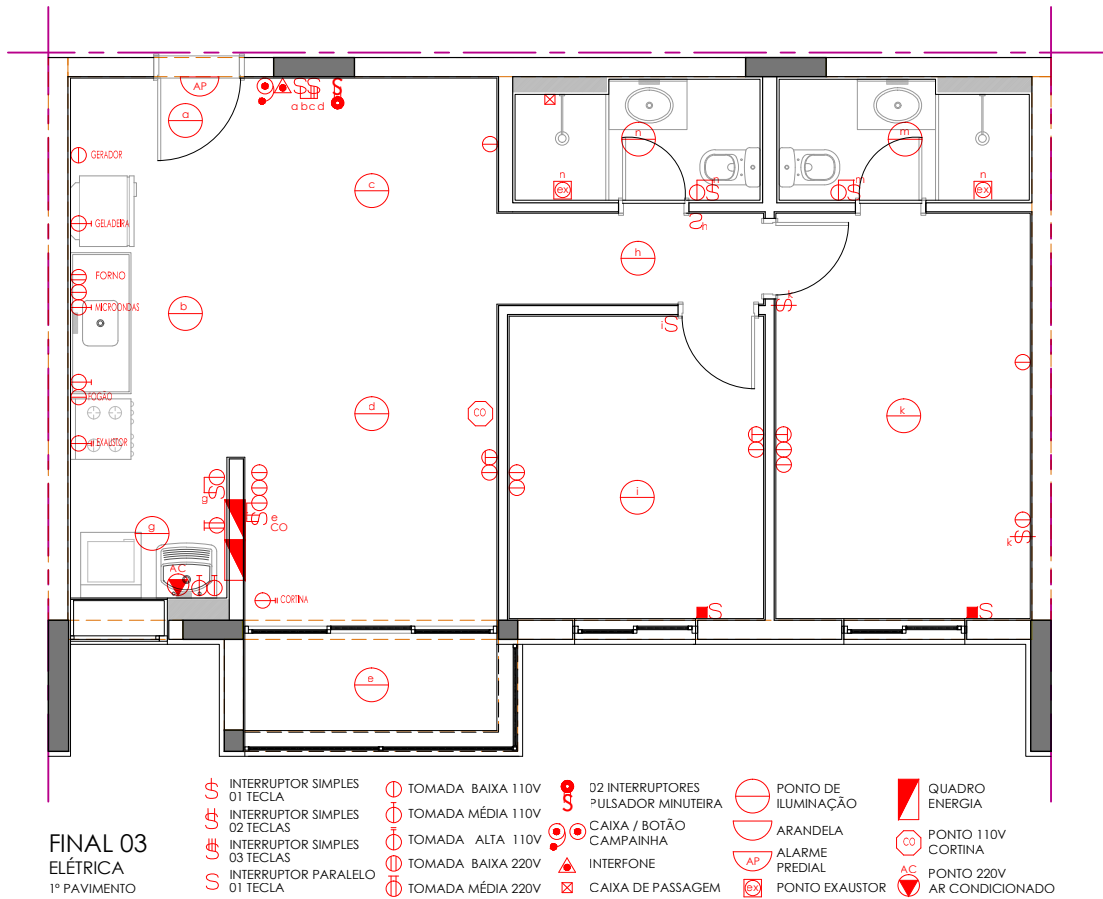 AP
a
abcd
GERADOR
c
n
n
ex
n
m
m
n
ex
GELADEIRA
h
h
FORNO
b
MICROONDAS
k
i
FOGÃO
d
CO
k
EXAUSTOR
g
e
CO
i
g
k
AC
CORTINA
e
INTERRUPTOR SIMPLES
01 TECLA
INTERRUPTOR SIMPLES
02 TECLAS
INTERRUPTOR SIMPLES
03 TECLAS
INTERRUPTOR PARALELO
01 TECLA
TOMADA BAIXA 110V
TOMADA MÉDIA 110V
TOMADA ALTA 110V
TOMADA BAIXA 220V
TOMADA MÉDIA 220V
02 INTERRUPTORES
PULSADOR MINUTEIRA
CAIXA / BOTÃO
CAMPAINHA
INTERFONE
CAIXA DE PASSAGEM
PONTO DE
ILUMINAÇÃO
ARANDELA
AP
ALARME
PREDIAL
ex
PONTO EXAUSTOR
QUADRO
ENERGIA
CO
PONTO 110V
CORTINA
AC
PONTO 220V
AR CONDICIONADO
FINAL 03
ELÉTRICA
1º PAVIMENTO